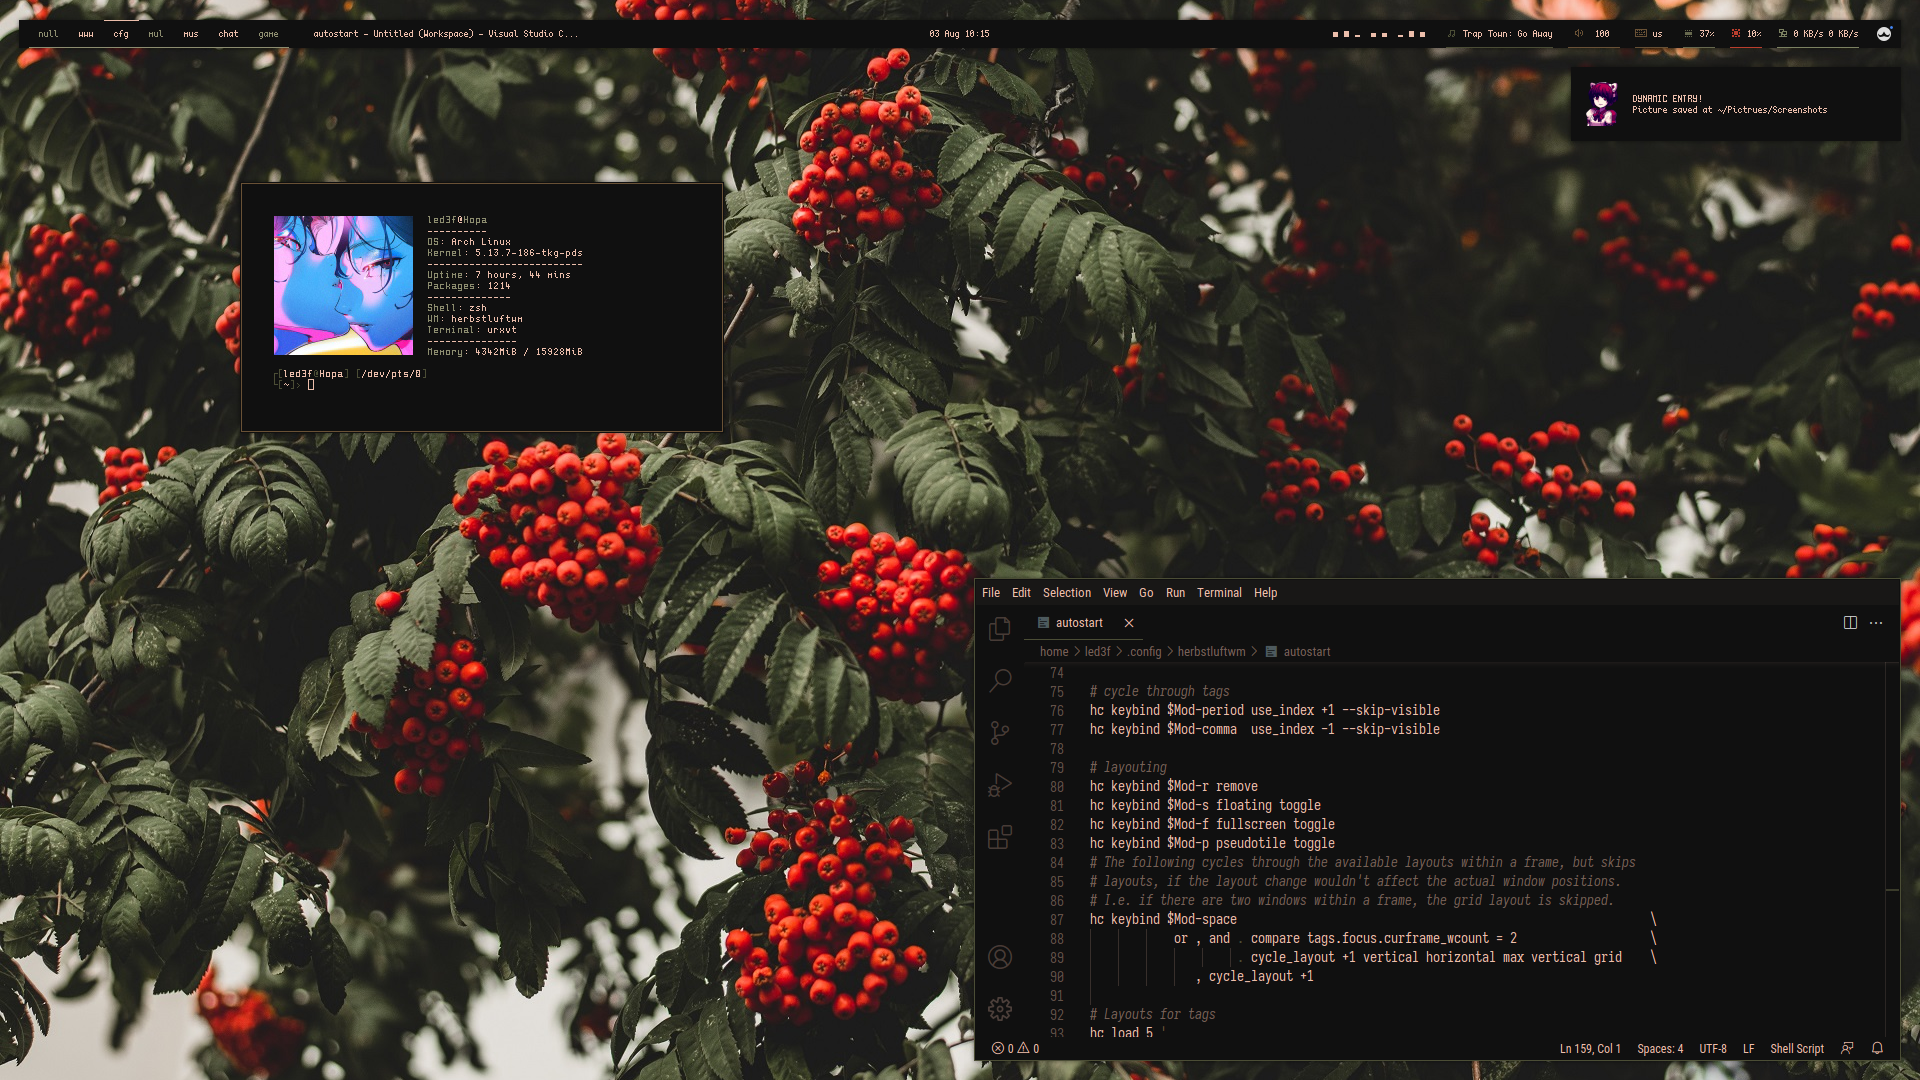 null www cfg mul mus chat game autostart - Untitled (Workspace) - Visual Studio C... 03 Aug 10:15 Trap Town: Go Away 100 us 37% 10% 0 KB/s 0 KB/s
DYNAMIC ENTRY!
Picture saved at ~/Pictrues/Screenshots
led3f@Hopa
----------
OS: Arch Linux
Kernel: 5.13.7-186-tkg-pds
--------------------------
Uptime: 7 hours, 44 mins
Packages: 1214
--------------
Shell: zsh
WM: herbstluftwm
Terminal: urxvt
---------------
Memory: 4342MiB / 15928MiB
┌[led3f@Hopa] [/dev/pts/0]
└[~]›
File Edit Selection View Go Run Terminal Help
autostart
home > led3f > .config > herbstluftwm > autostart
74
75 # cycle through tags
76 hc keybind $Mod-period use_index +1 --skip-visible
77 hc keybind $Mod-comma  use_index -1 --skip-visible
78
79 # layouting
80 hc keybind $Mod-r remove
81 hc keybind $Mod-s floating toggle
82 hc keybind $Mod-f fullscreen toggle
83 hc keybind $Mod-p pseudotile toggle
84 # The following cycles through the available layouts within a frame, but skips
85 # layouts, if the layout change wouldn't affect the actual window positions.
86 # I.e. if there are two windows within a frame, the grid layout is skipped.
87 hc keybind $Mod-space \
88 or , and . compare tags.focus.curframe_wcount = 2 \
89 . cycle_layout +1 vertical horizontal max vertical grid \
90 , cycle_layout +1
91
92 # Layouts for tags
93 hc load 5 '
0 0 Ln 159, Col 1 Spaces: 4 UTF-8 LF Shell Script